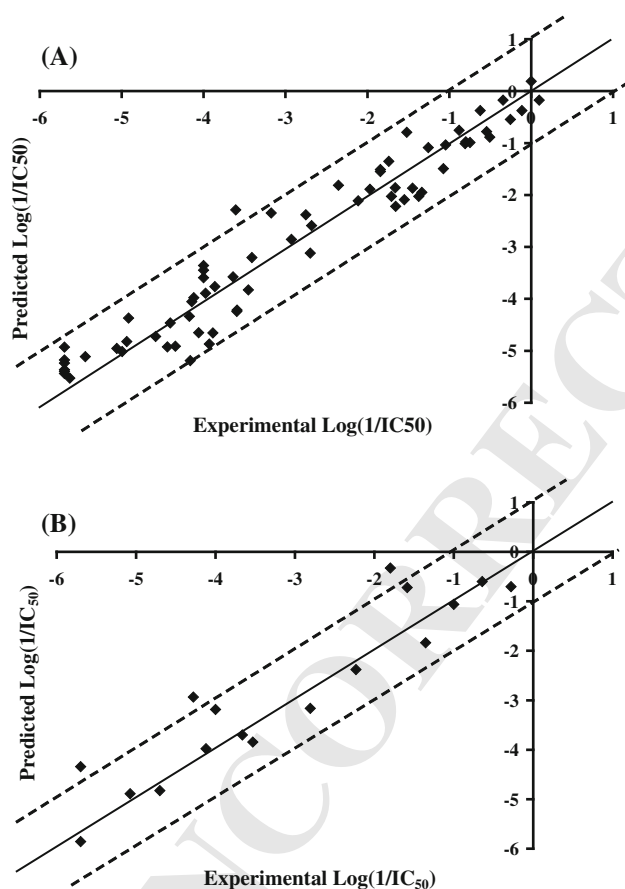 (A)
1
0
-6 -5 -4 -3 -2 -1 0 1
-1
-2
-3
-4
-5
-6
Predicted Log(1/IC50)
Experimental Log(1/IC50)
(B)
1
0
-6 -5 -4 -3 -2 -1 0 1
-1
-2
-3
-4
-5
-6
Predicted Log(1/IC₅₀)
Experimental Log(1/IC₅₀)
NCORRECT